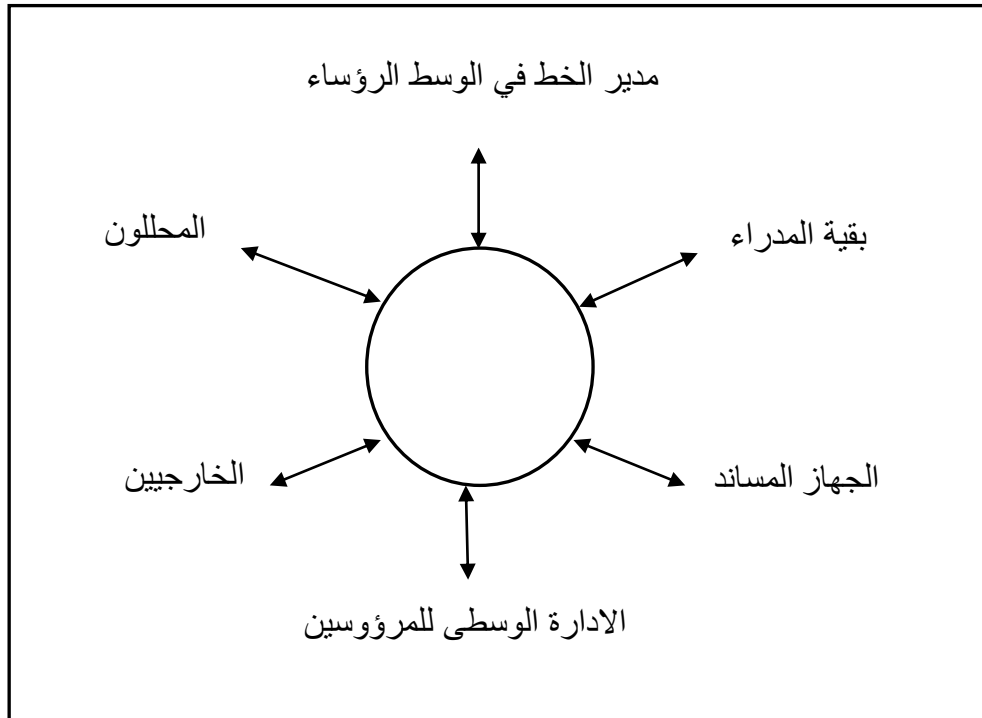 مدير الخط في الوسط الرؤساء
بقية المدراء
المحللون
الجهاز المساند
الخارجيين
الادارة الوسطى للمرؤوسين